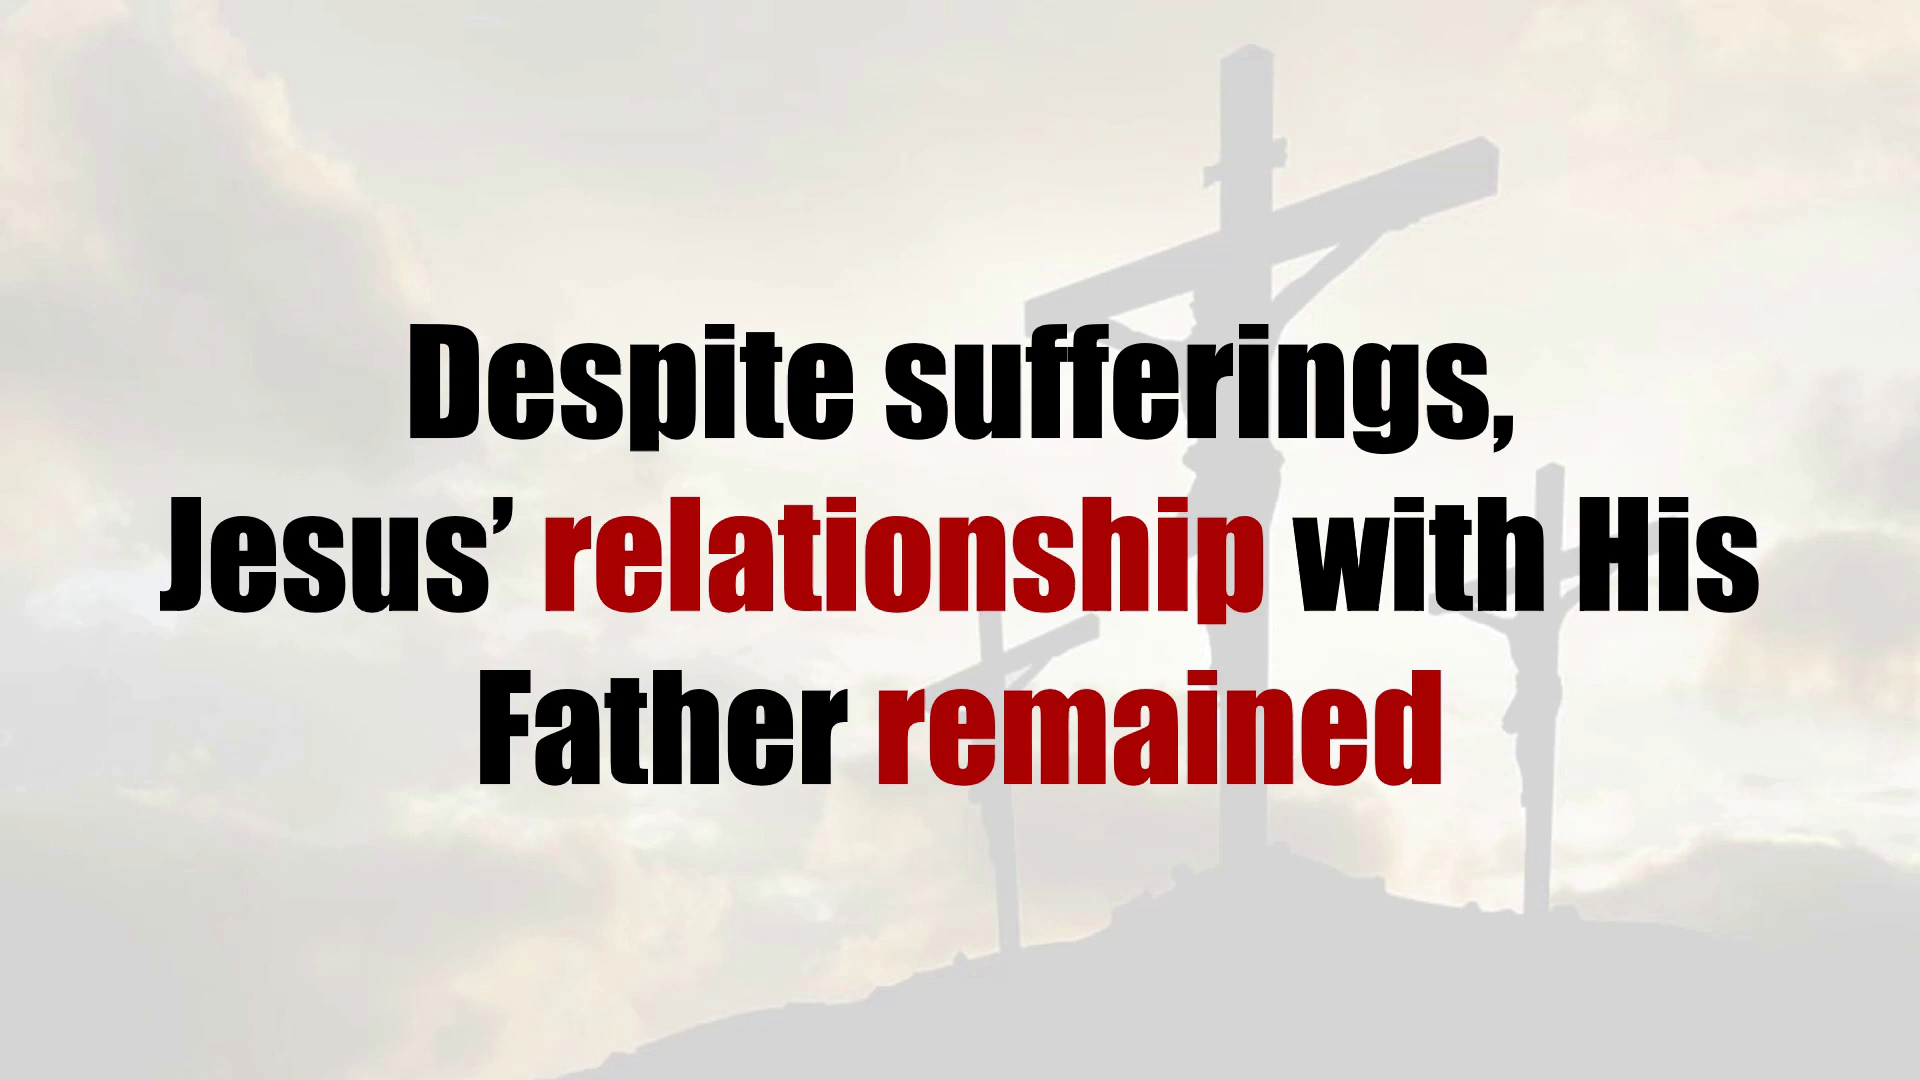 Despite sufferings,
Jesus’ relationship with His
Father remained